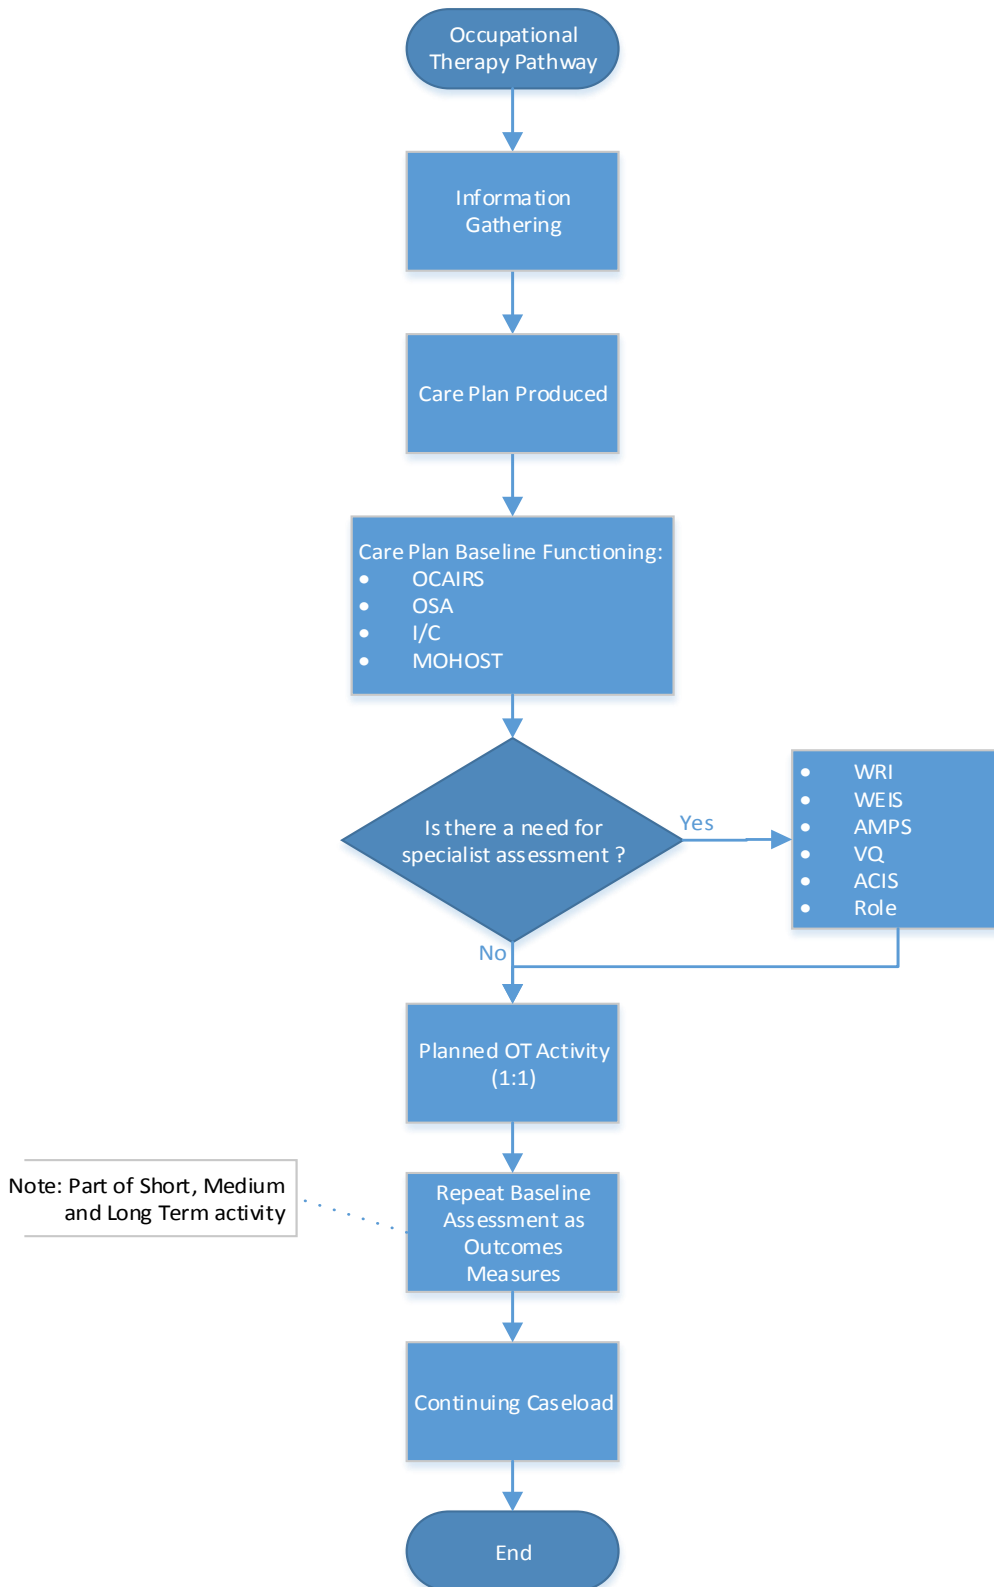 Occupational
Therapy Pathway
Information
Gathering
Care Plan Produced
Care Plan Baseline Functioning:
• OCAIRS
• OSA
• I/C
• MOHOST
Is there a need for
specialist assessment ?
Yes
• WRI
• WEIS
• AMPS
• VQ
• ACIS
• Role
No
Planned OT Activity
(1:1)
Note: Part of Short, Medium
and Long Term activity
Repeat Baseline
Assessment as
Outcomes
Measures
Continuing Caseload
End